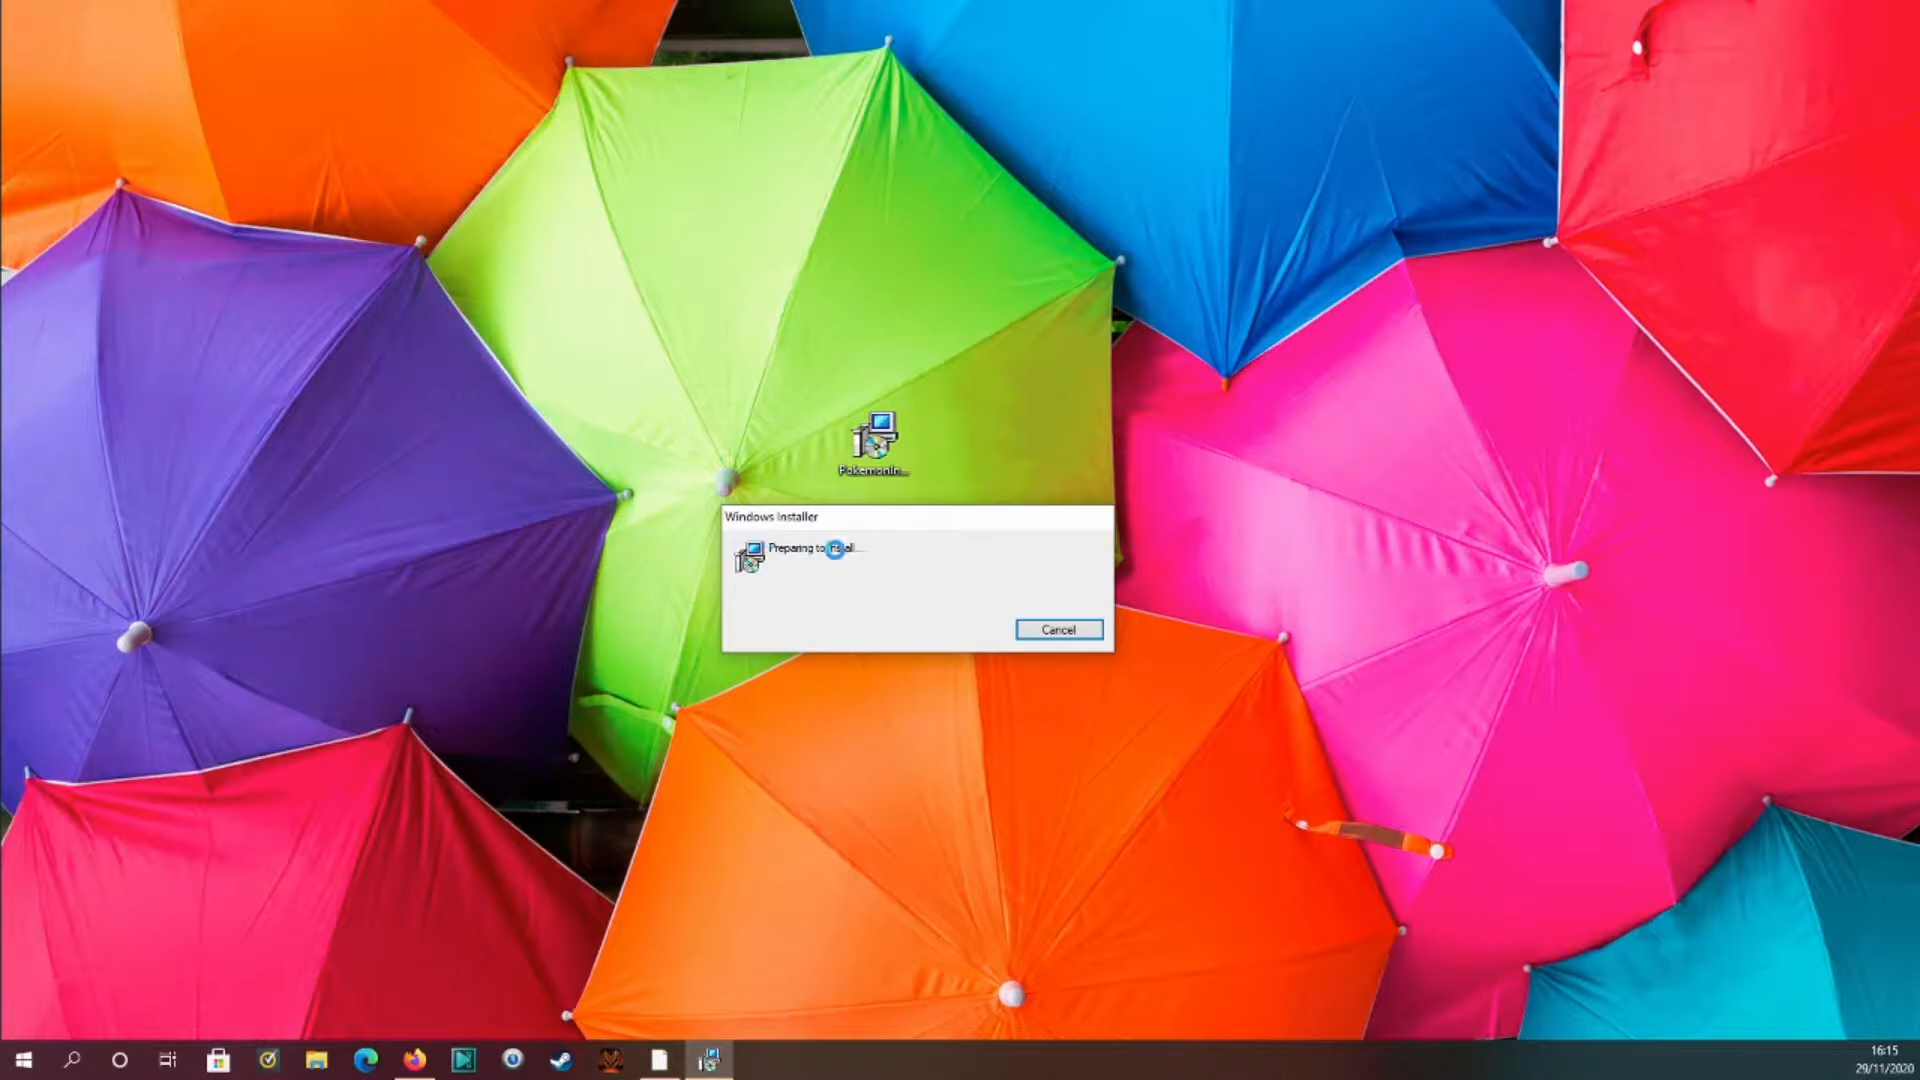 PokemonIn...
Windows Installer
Preparing to install...
Cancel
16:15
29/11/2020